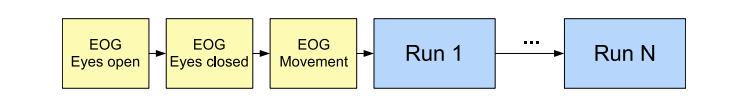 EOG
Eyes open
EOG
Eyes closed
EOG
Movement
Run 1
...
Run N